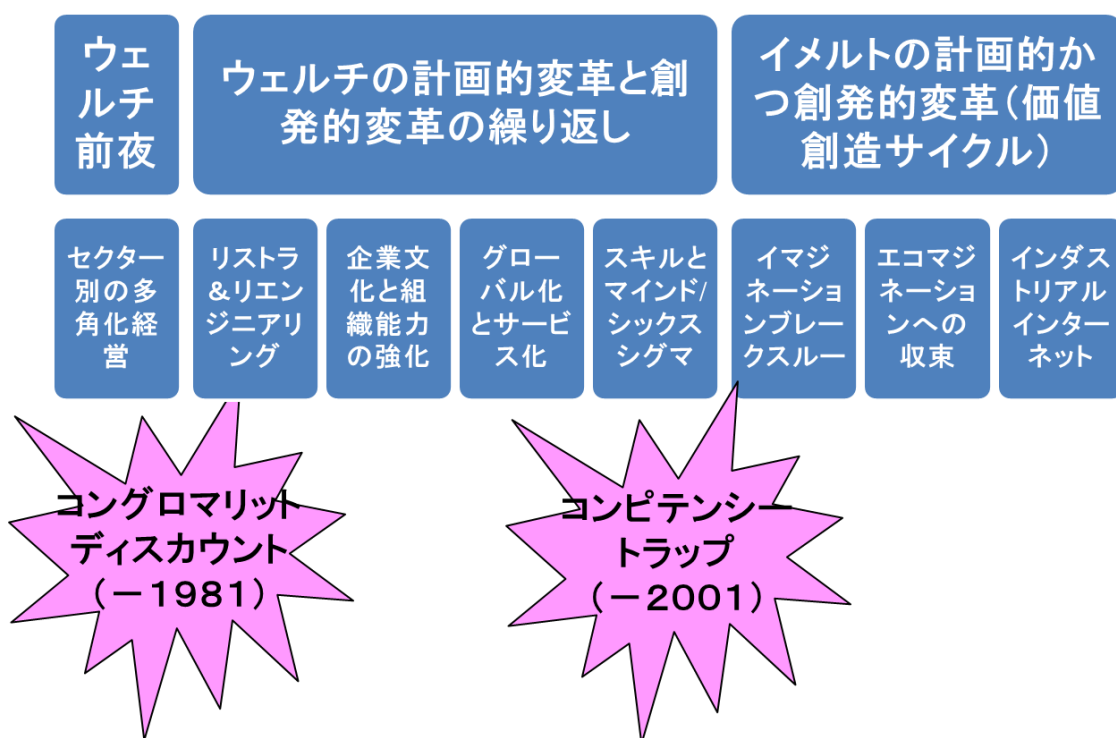 ウェ
ルチ
前夜
ウェルチの計画的変革と創
発的変革の繰り返し
イメルトの計画的か
つ創発的変革（価値
創造サイクル）
セクター
別の多
角化経
営
リストラ
&リエン
ジニアリ
ング
企業文
化と組
織能力
の強化
グロー
バル化
とサービ
ス化
スキルと
マインド/
シックス
シグマ
イマジ
ネーショ
ンブレー
クスルー
エコマジ
ネーショ
ンへの
収束
インダス
トリアル
インター
ネット
コングロマリット
ディスカウント
（－1981）
コンピテンシー
トラップ
（－2001）